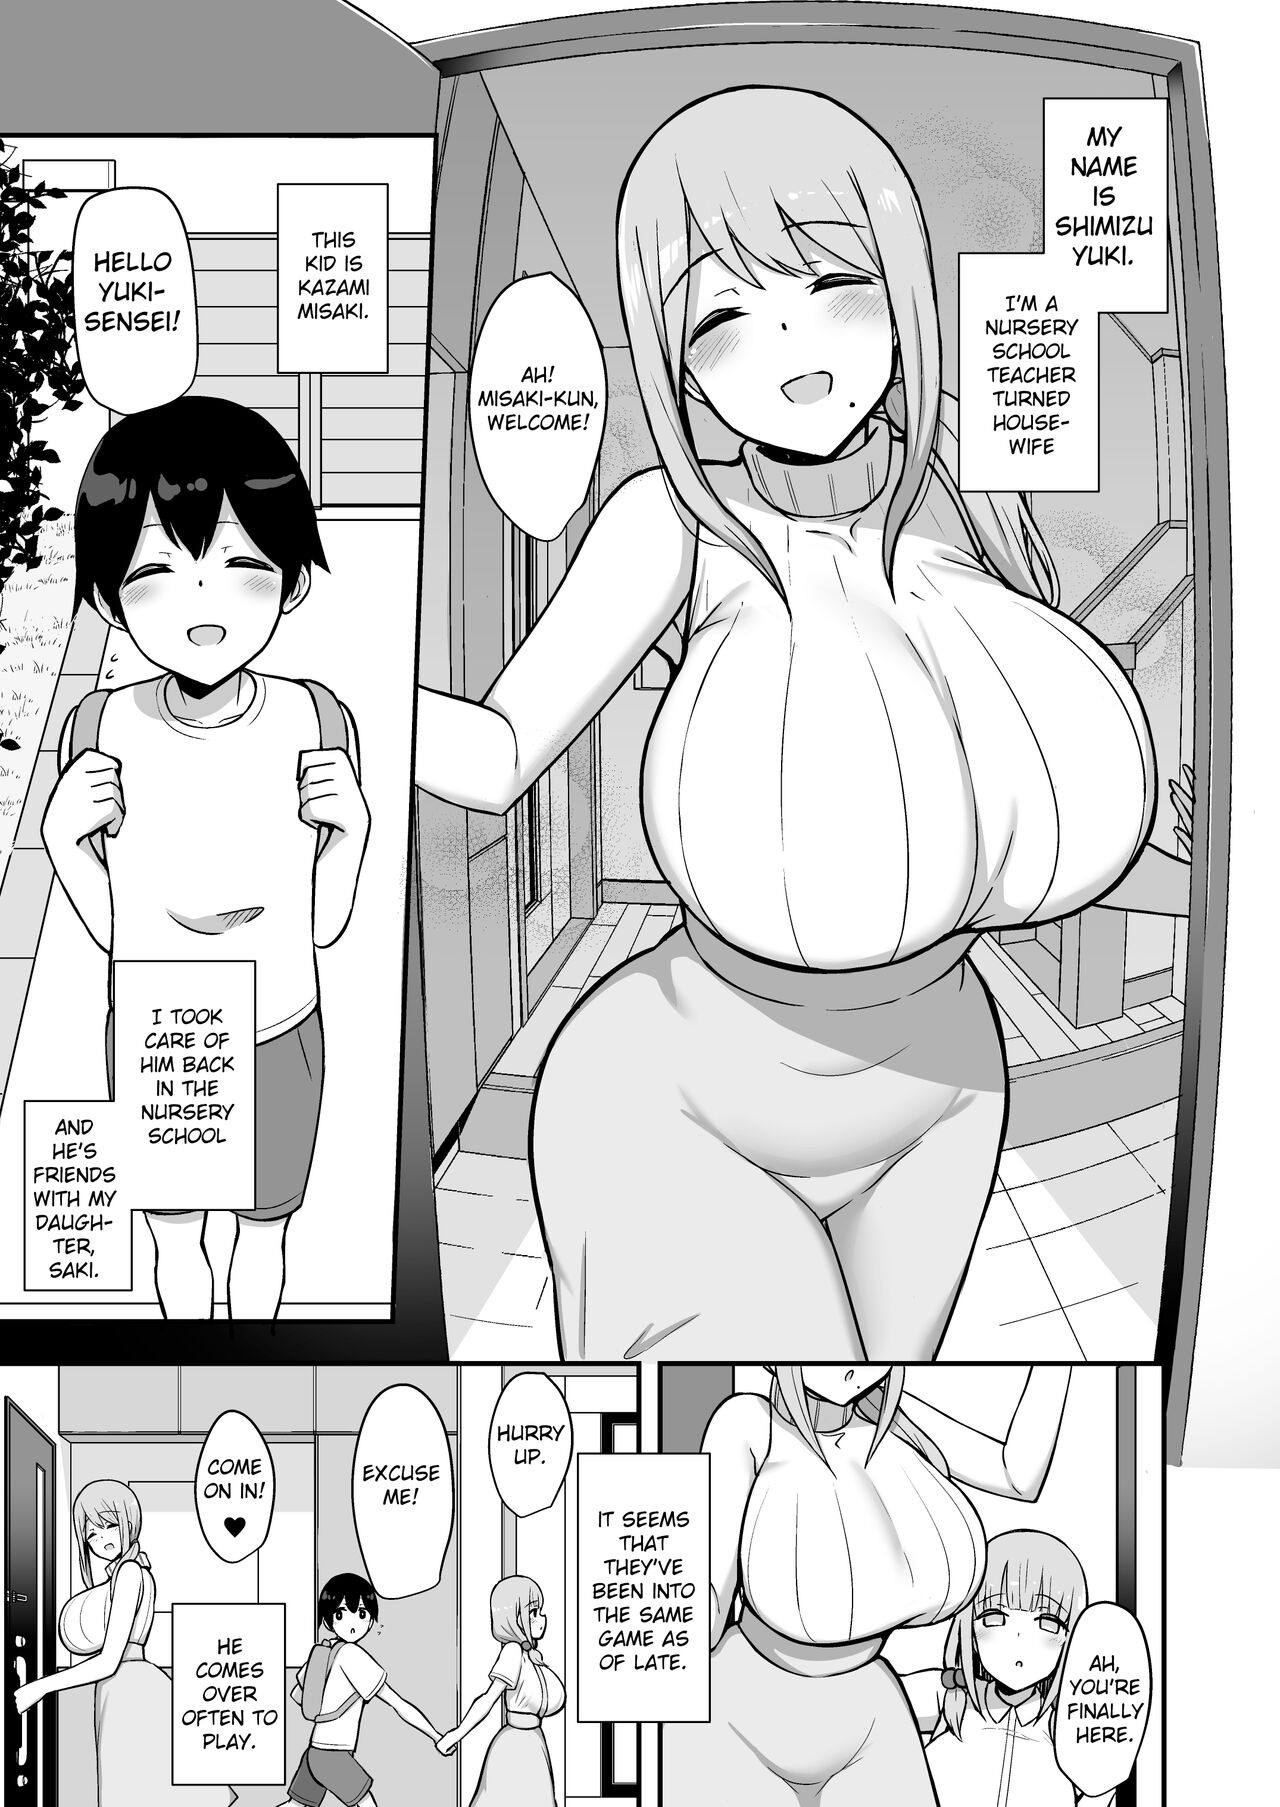 MY
NAME
IS
SHIMIZU
YUKI.
I'M A
NURSERY
SCHOOL
TEACHER
TURNED
HOUSE-
WIFE
AH!
MISAKI-KUN,
WELCOME!
THIS
KID IS
KAZAMI
MISAKI.
HELLO
YUKI-
SENSEI!
I TOOK
CARE OF
HIM BACK
IN THE
NURSERY
SCHOOL
AND
HE'S
FRIENDS
WITH MY
DAUGH-
TER,
SAKI.
AH,
YOU'RE
FINALLY
HERE.
IT SEEMS
THAT
THEY'VE
BEEN INTO
THE SAME
GAME AS
OF LATE.
HURRY
UP.
EXCUSE
ME!
COME
ON IN!
♥
HE
COMES
OVER
OFTEN TO
PLAY.